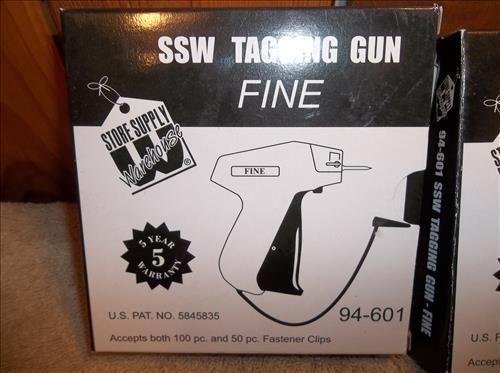 SSW TAGGING GUN
FINE
STORE SUPPLY
W
Warehouse
®
FINE
5 YEAR
5
WARRANTY
U.S. PAT. NO. 5845835
94-601
Accepts both 100 pc. and 50 pc. Fastener Clips
94-601 SSW TAGGING GUN - FINE
U.S. P
Accep